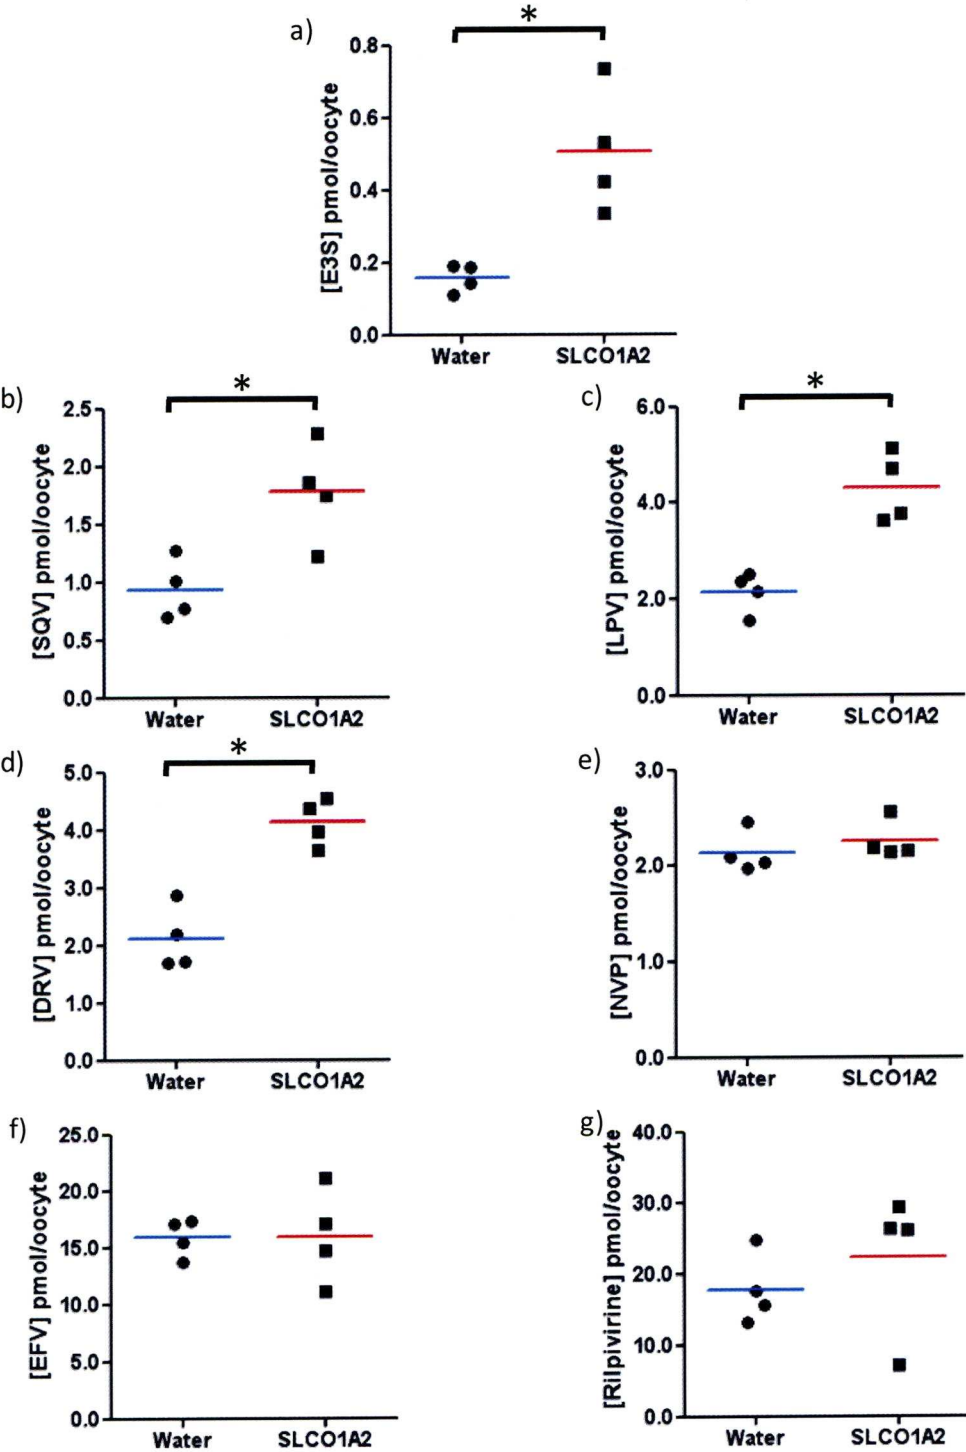 a)
*
[E3S] pmol/oocyte
0.8
0.6
0.4
0.2
0.0
Water SLCO1A2
b)
*
[SQV] pmol/oocyte
2.5
2.0
1.5
1.0
0.5
0.0
Water SLCO1A2
c)
*
[LPV] pmol/oocyte
6.0
4.0
2.0
0.0
Water SLCO1A2
d)
*
[DRV] pmol/oocyte
5.0
4.0
3.0
2.0
1.0
0.0
Water SLCO1A2
e)
[NVP] pmol/oocyte
3.0
2.0
1.0
0.0
Water SLCO1A2
f)
[EFV] pmol/oocyte
25.0
20.0
15.0
10.0
5.0
0.0
Water SLCO1A2
g)
[Rilpivirine] pmol/oocyte
40.0
30.0
20.0
10.0
0.0
Water SLCO1A2